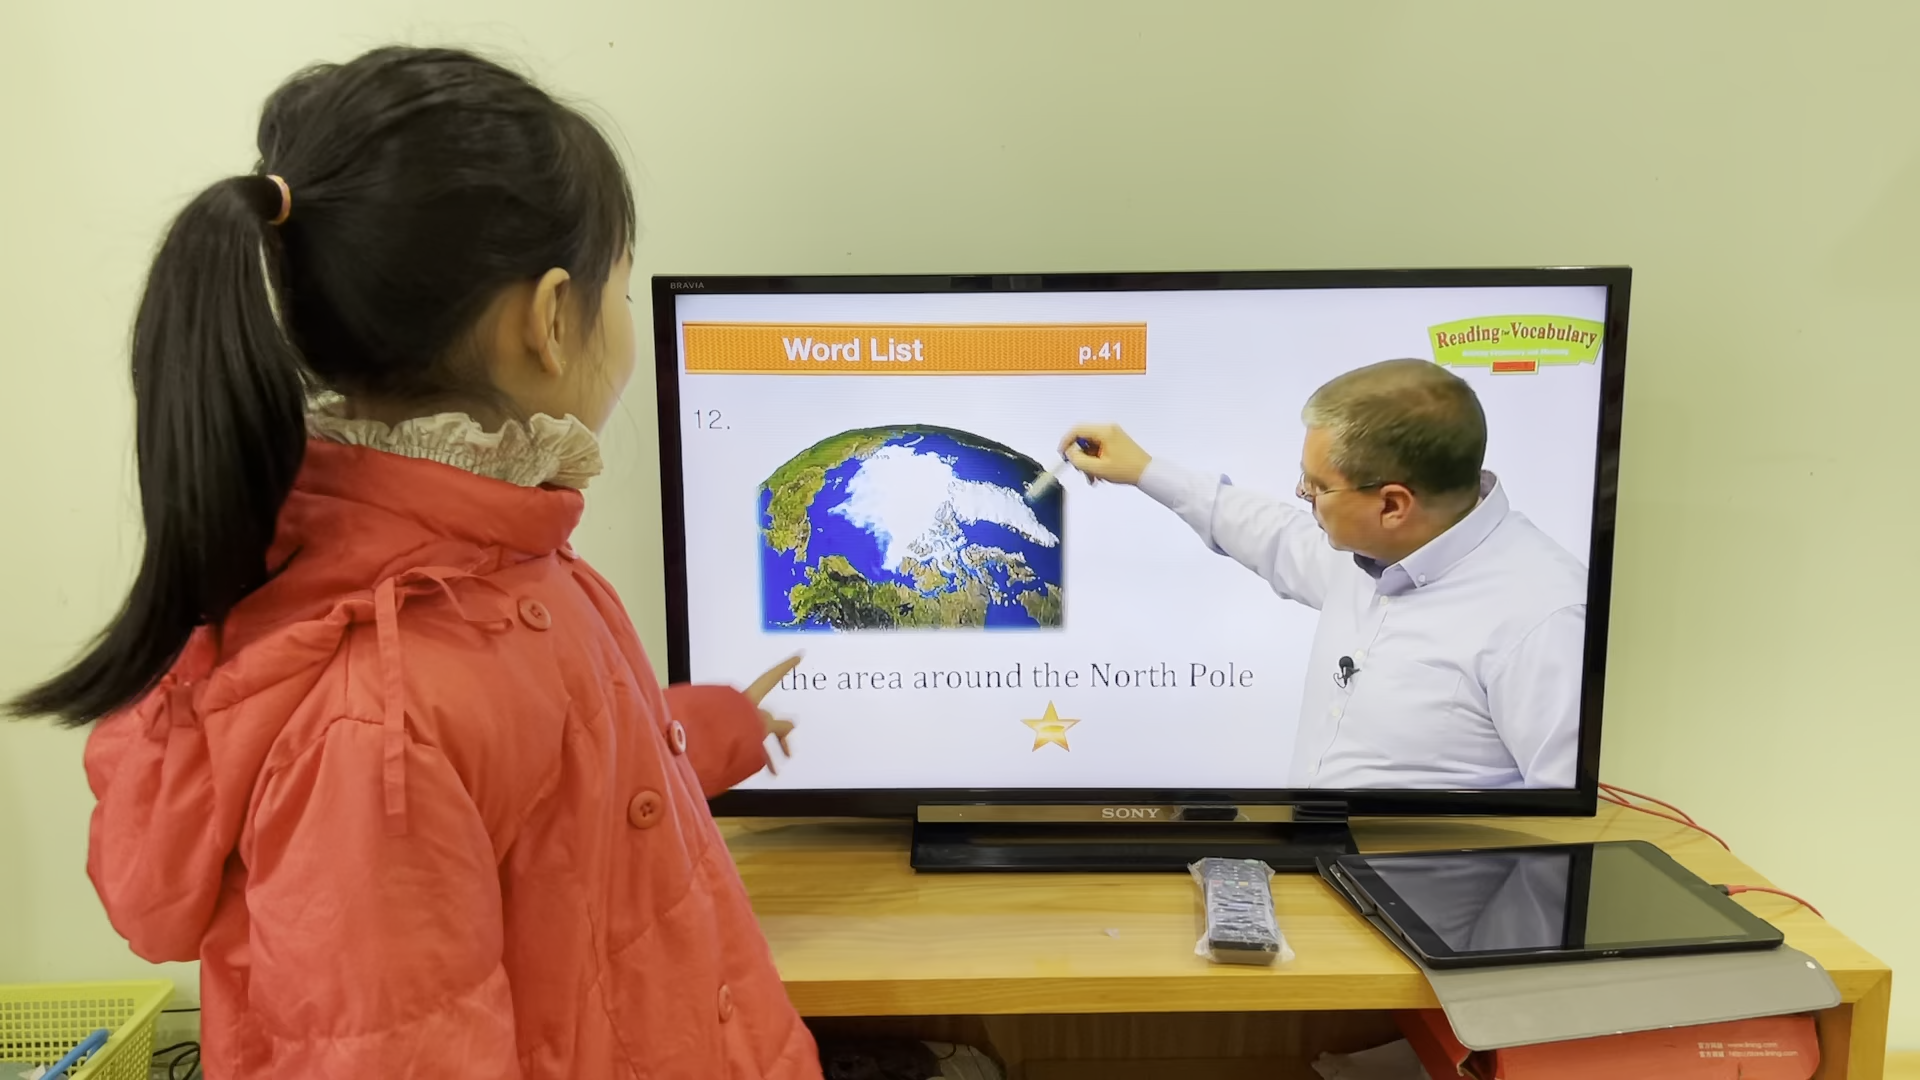 BRAVIA
Word List p.41
Reading for Vocabulary
12.
the area around the North Pole
SONY